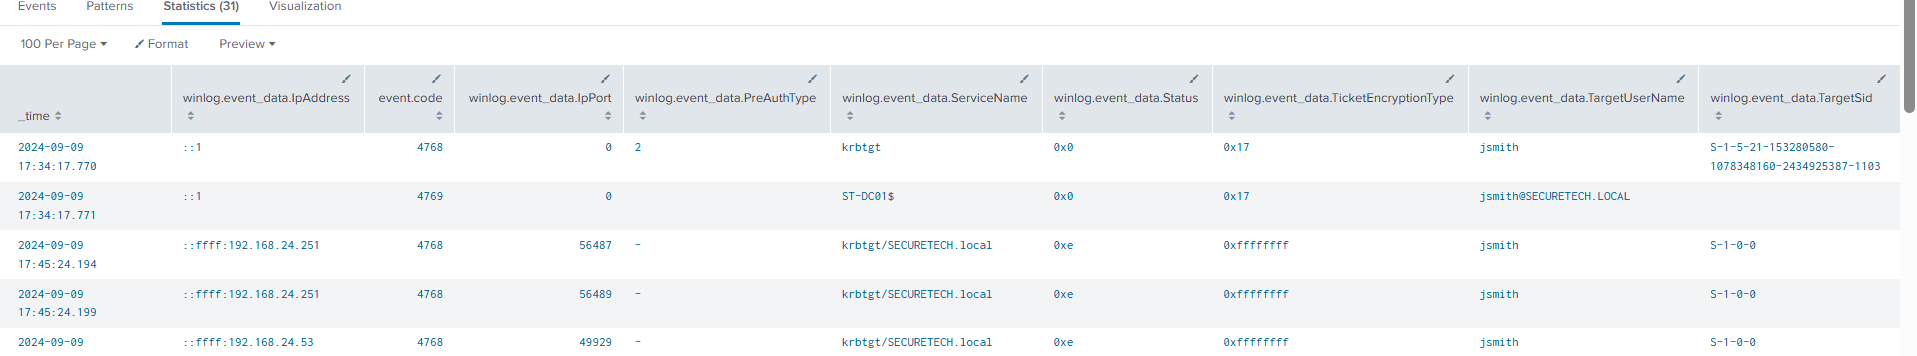 Events Patterns Statistics (31) Visualization
100 Per Page Format Preview
_time winlog.event_data.IpAddress event.code winlog.event_data.IpPort winlog.event_data.PreAuthType winlog.event_data.ServiceName winlog.event_data.Status winlog.event_data.TicketEncryptionType winlog.event_data.TargetUserName winlog.event_data.TargetSid
2024-09-09 ::1 4768 0 2 krbtgt 0x0 0x17 jsmith S-1-5-21-153280580-
17:34:17.770 1078348160-2434925387-1103
2024-09-09 ::1 4769 0 ST-DC01$ 0x0 0x17 jsmith@SECURETECH.LOCAL
17:34:17.771
2024-09-09 ::ffff:192.168.24.251 4768 56487 - krbtgt/SECURETECH.local 0xe 0xffffffff jsmith S-1-0-0
17:45:24.194
2024-09-09 ::ffff:192.168.24.251 4768 56489 - krbtgt/SECURETECH.local 0xe 0xffffffff jsmith S-1-0-0
17:45:24.199
2024-09-09 ::ffff:192.168.24.53 4768 49929 - krbtgt/SECURETECH.local 0xe 0xffffffff jsmith S-1-0-0